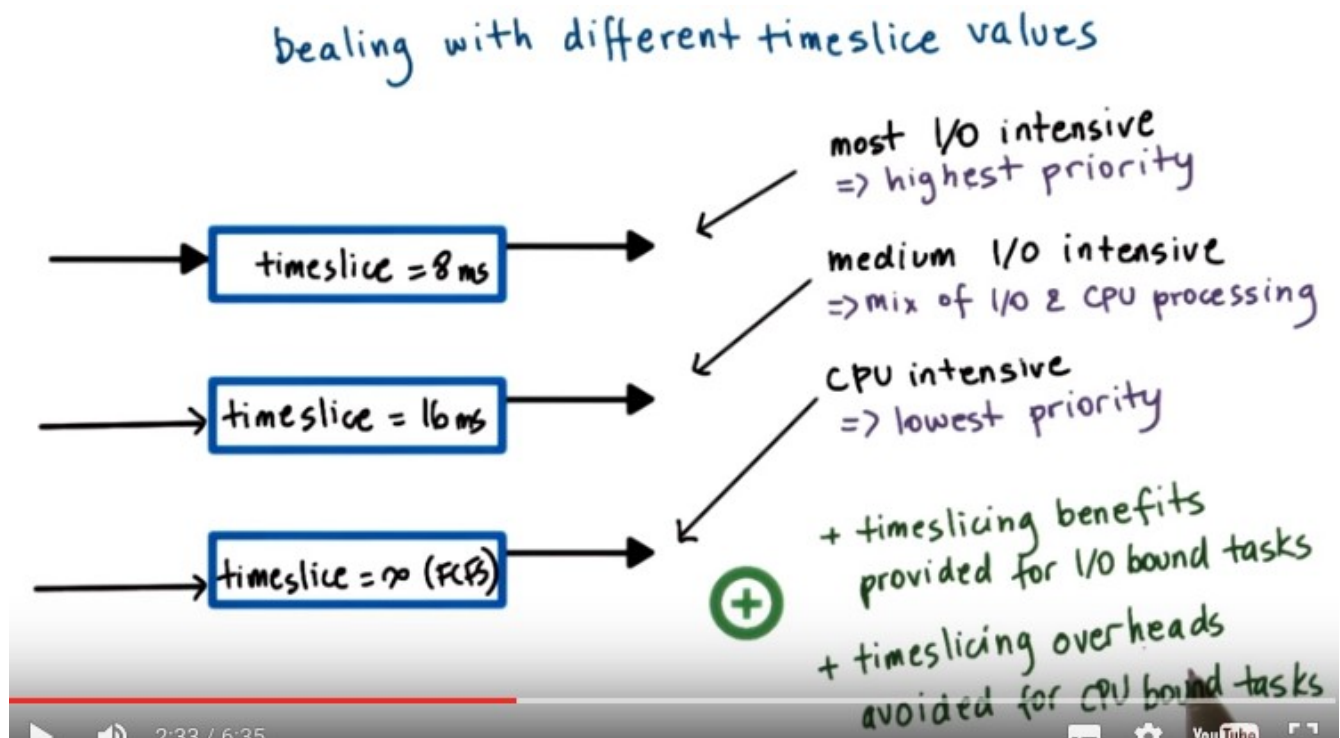 Dealing with different timeslice values
most I/O intensive
=> highest priority
timeslice = 8 ms
medium I/O intensive
=> mix of I/O & CPU processing
timeslice = 16 ms
CPU intensive
=> lowest priority
timeslice = ∞ (FCFS)
+ timeslicing benefits
provided for I/O bound tasks
+ timeslicing overheads
avoided for CPU bound tasks
2:33 / 6:35
YouTube